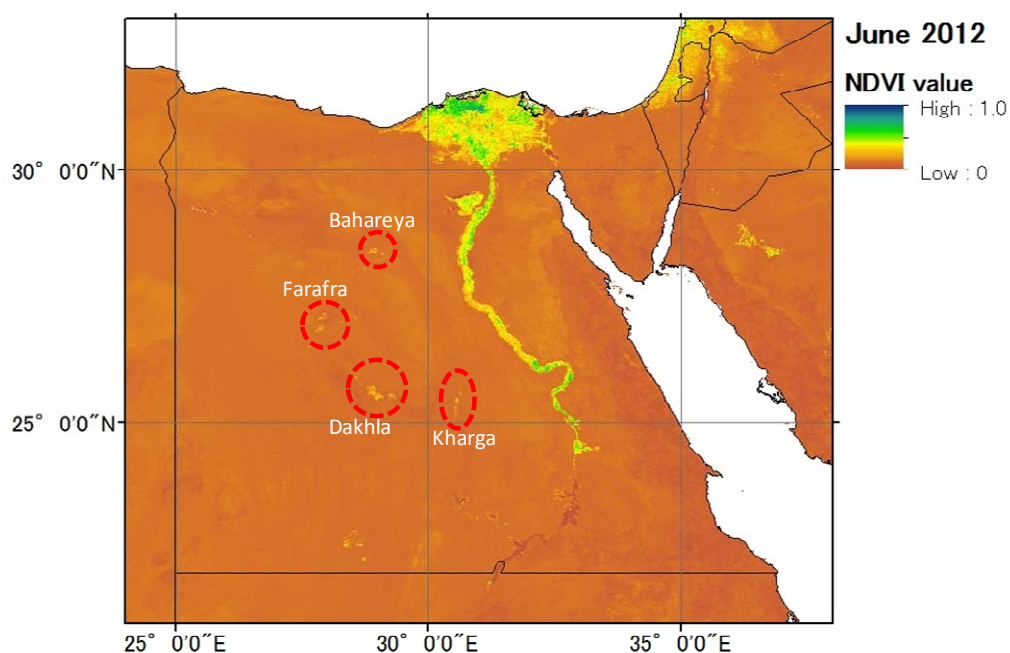 June 2012
NDVI value
High : 1.0
Low : 0
30° 0'0"N
Bahareya
Farafra
Dakhla
Kharga
25° 0'0"N
25° 0'0"E
30° 0'0"E
35° 0'0"E